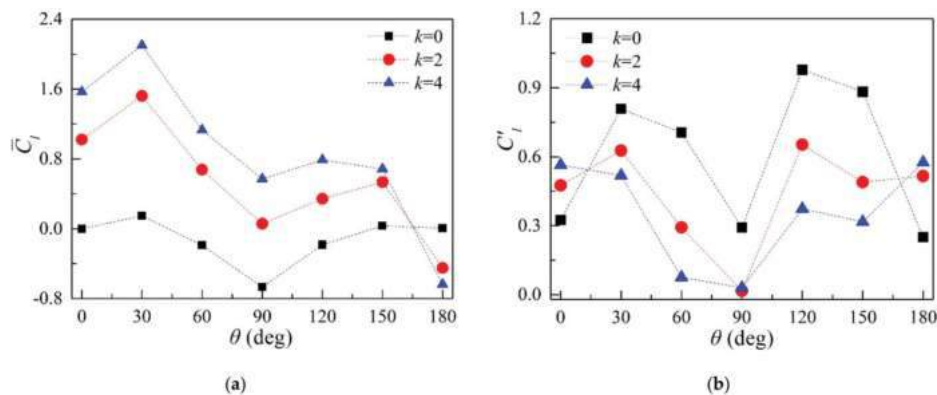 2.4
1.6
0.8
0.0
-0.8
C̅l
k=0
k=2
k=4
0 30 60 90 120 150 180
θ (deg)
(a)
1.2
0.9
0.6
0.3
0.0
C'l
k=0
k=2
k=4
0 30 60 90 120 150 180
θ (deg)
(b)